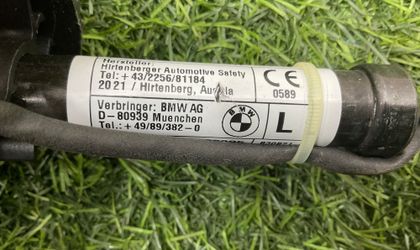 Hersteller:
Hirtenberger Automotive Safety
Tel.: +43/2256/81184
2021/ Hirtenberg, Austria
CE
0589
Verbringer: BMW AG
D-80939 Muenchen
Tel.: +49/89/382-0
BMW
L